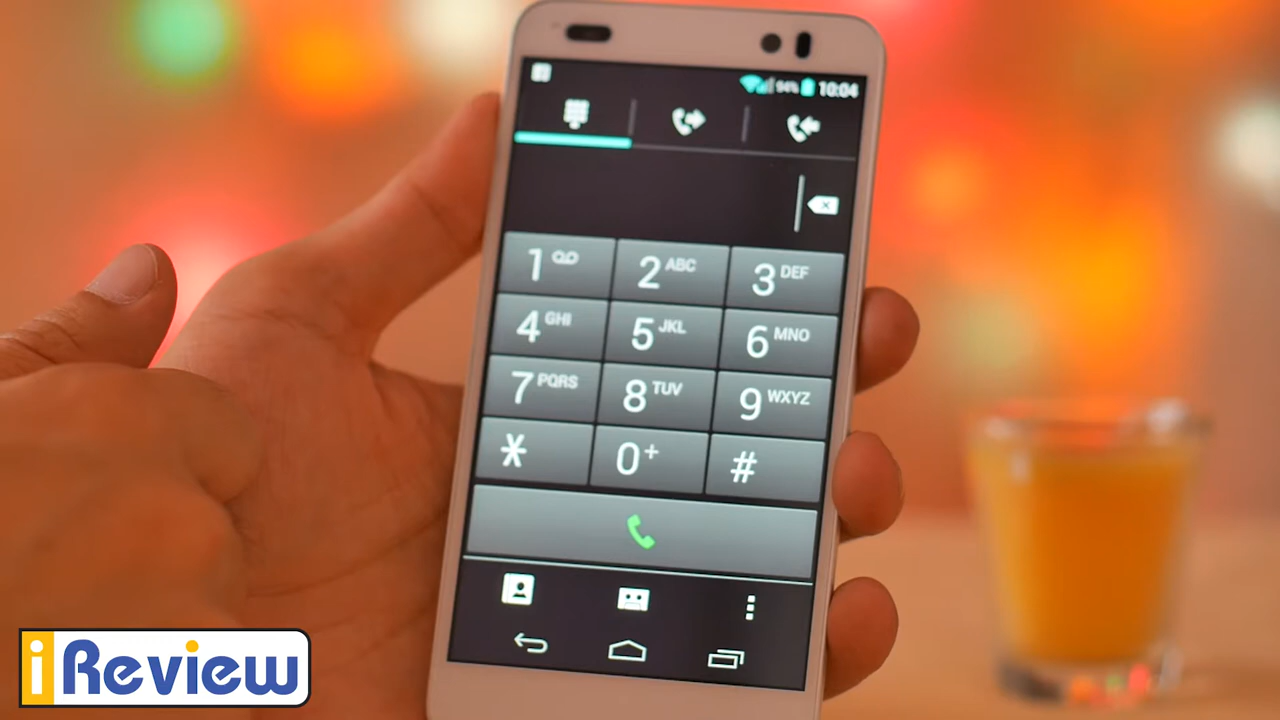 94% 10:04
1 2 ABC 3 DEF
4 GHI 5 JKL 6 MNO
7 PQRS 8 TUV 9 WXYZ
* 0 + #
iReview